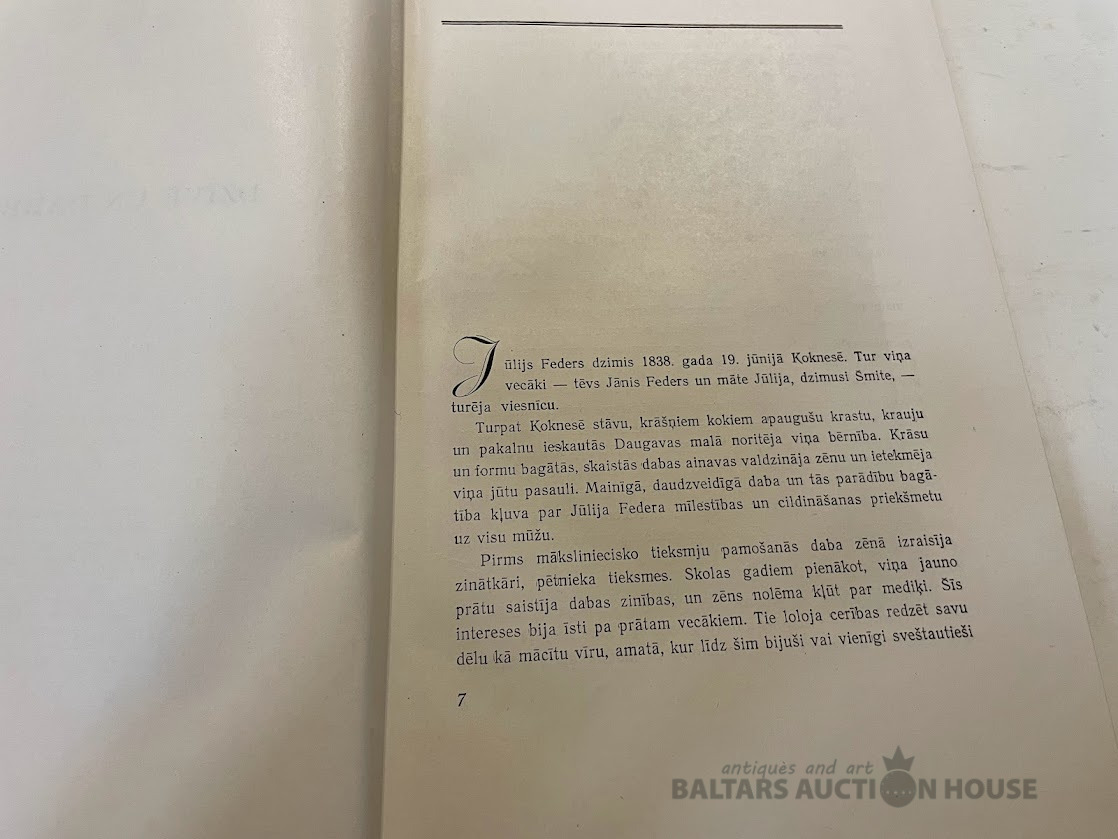 Jūlijs Feders dzimis 1838. gada 19. jūnijā Koknesē. Tur viņa
vecāki — tēvs Jānis Feders un māte Jūlija, dzimusi Smite, —
turēja viesnīcu.
Turpat Koknesē stāvu, krāšņiem kokiem apaugušu krastu, krauju
un pakalnu ieskautās Daugavas malā noritēja viņa bērnība. Krāsu
un formu bagātās, skaistās dabas ainavas valdzināja zēnu un ietekmēja
viņa jūtu pasauli. Mainīgā, daudzveidīgā daba un tās parādību bagā-
tība kļuva par Jūlija Federa mīlestības un cildināšanas priekšmetu
uz visu mūžu.
Pirms māksliniecisko tieksmju pamošanās daba zēnā izraisīja
zinātkāri, pētnieka tieksmes. Skolas gadiem pienākot, viņa jauno
prātu saistīja dabas zinības, un zēns nolēma kļūt par mediķi. Šīs
intereses bija īsti pa prātam vecākiem. Tie loloja cerības redzēt savu
dēlu kā mācītu vīru, amatā, kur līdz šim bijuši vai vienīgi sveštautieši
7
antiques and art
BALTARS AUCTION HOUSE